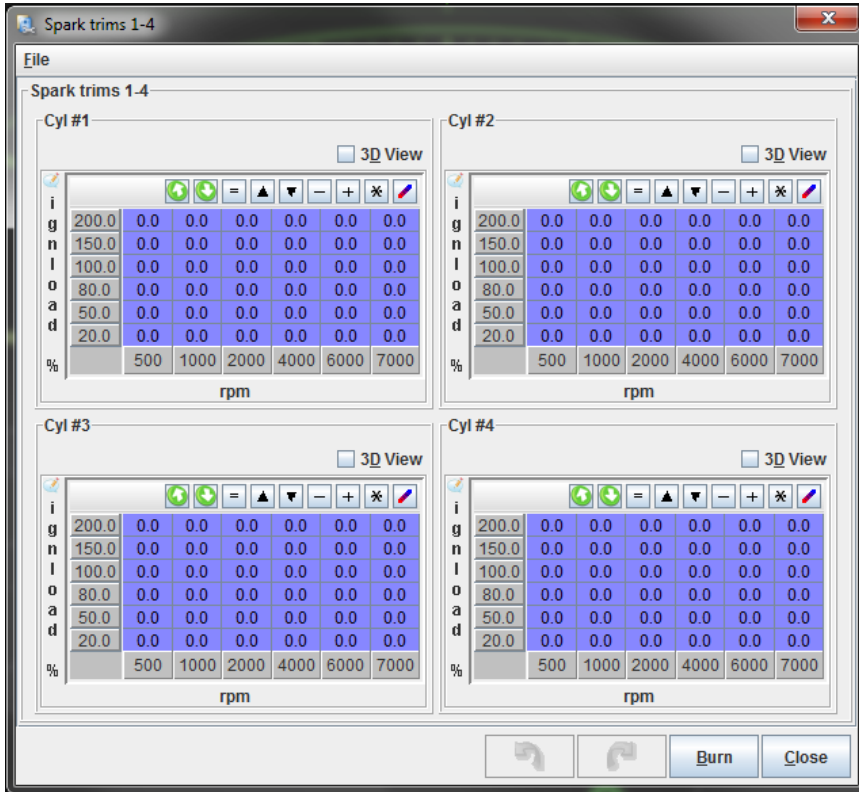 Spark trims 1-4
File
Spark trims 1-4
Cyl #1
3D View
ignload
= - + *
200.0 0.0 0.0 0.0 0.0 0.0 0.0
150.0 0.0 0.0 0.0 0.0 0.0 0.0
100.0 0.0 0.0 0.0 0.0 0.0 0.0
80.0 0.0 0.0 0.0 0.0 0.0 0.0
50.0 0.0 0.0 0.0 0.0 0.0 0.0
20.0 0.0 0.0 0.0 0.0 0.0 0.0
% 500 1000 2000 4000 6000 7000
rpm
Cyl #2
3D View
ignload
= - + *
200.0 0.0 0.0 0.0 0.0 0.0 0.0
150.0 0.0 0.0 0.0 0.0 0.0 0.0
100.0 0.0 0.0 0.0 0.0 0.0 0.0
80.0 0.0 0.0 0.0 0.0 0.0 0.0
50.0 0.0 0.0 0.0 0.0 0.0 0.0
20.0 0.0 0.0 0.0 0.0 0.0 0.0
% 500 1000 2000 4000 6000 7000
rpm
Cyl #3
3D View
ignload
= - + *
200.0 0.0 0.0 0.0 0.0 0.0 0.0
150.0 0.0 0.0 0.0 0.0 0.0 0.0
100.0 0.0 0.0 0.0 0.0 0.0 0.0
80.0 0.0 0.0 0.0 0.0 0.0 0.0
50.0 0.0 0.0 0.0 0.0 0.0 0.0
20.0 0.0 0.0 0.0 0.0 0.0 0.0
% 500 1000 2000 4000 6000 7000
rpm
Cyl #4
3D View
ignload
= - + *
200.0 0.0 0.0 0.0 0.0 0.0 0.0
150.0 0.0 0.0 0.0 0.0 0.0 0.0
100.0 0.0 0.0 0.0 0.0 0.0 0.0
80.0 0.0 0.0 0.0 0.0 0.0 0.0
50.0 0.0 0.0 0.0 0.0 0.0 0.0
20.0 0.0 0.0 0.0 0.0 0.0 0.0
% 500 1000 2000 4000 6000 7000
rpm
Burn
Close